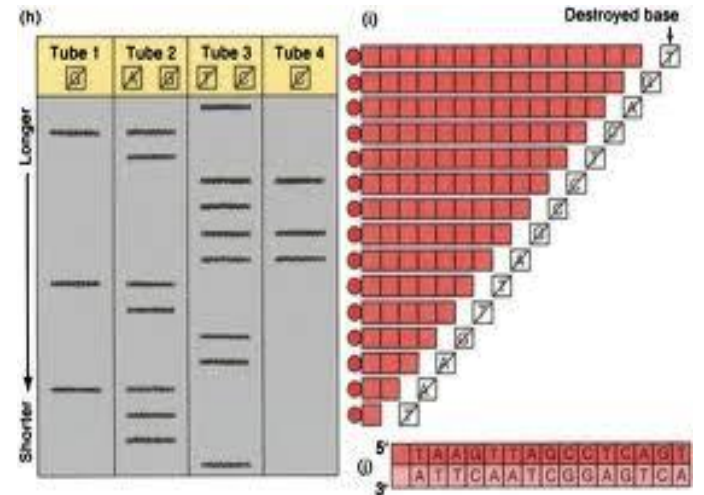 (h)
Tube 1 Tube 2 Tube 3 Tube 4
G A G T C C
Longer
Shorter
(i)
Destroyed base
T
A
T
C
C
A
T
T
G
A
A
T
(j)
5' T A A G T T A G C C T C A G T
3' A T T C A A T C G G A G T C A